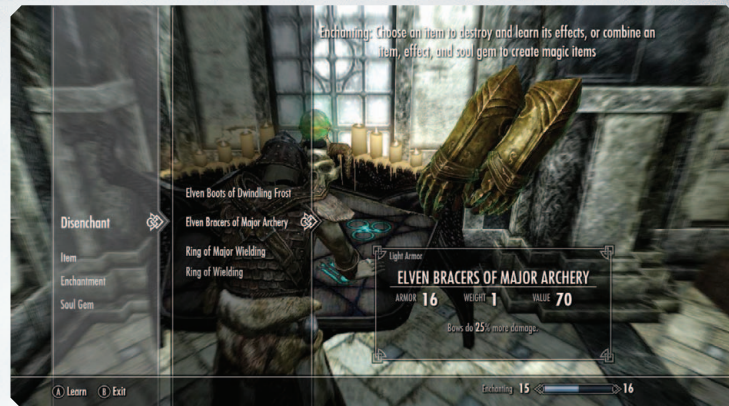 Enchanting: Choose an item to destroy and learn its effects, or combine an
item, effect, and soul gem to create magic items
Disenchant
Item
Enchantment
Soul Gem
Elven Boots of Dwindling Frost
Elven Bracers of Major Archery
Ring of Major Wielding
Ring of Wielding
Light Armor
ELVEN BRACERS OF MAJOR ARCHERY
ARMOR 16 WEIGHT 1 VALUE 70
Bows do 25% more damage.
A Learn B Exit
Enchanting 15 16